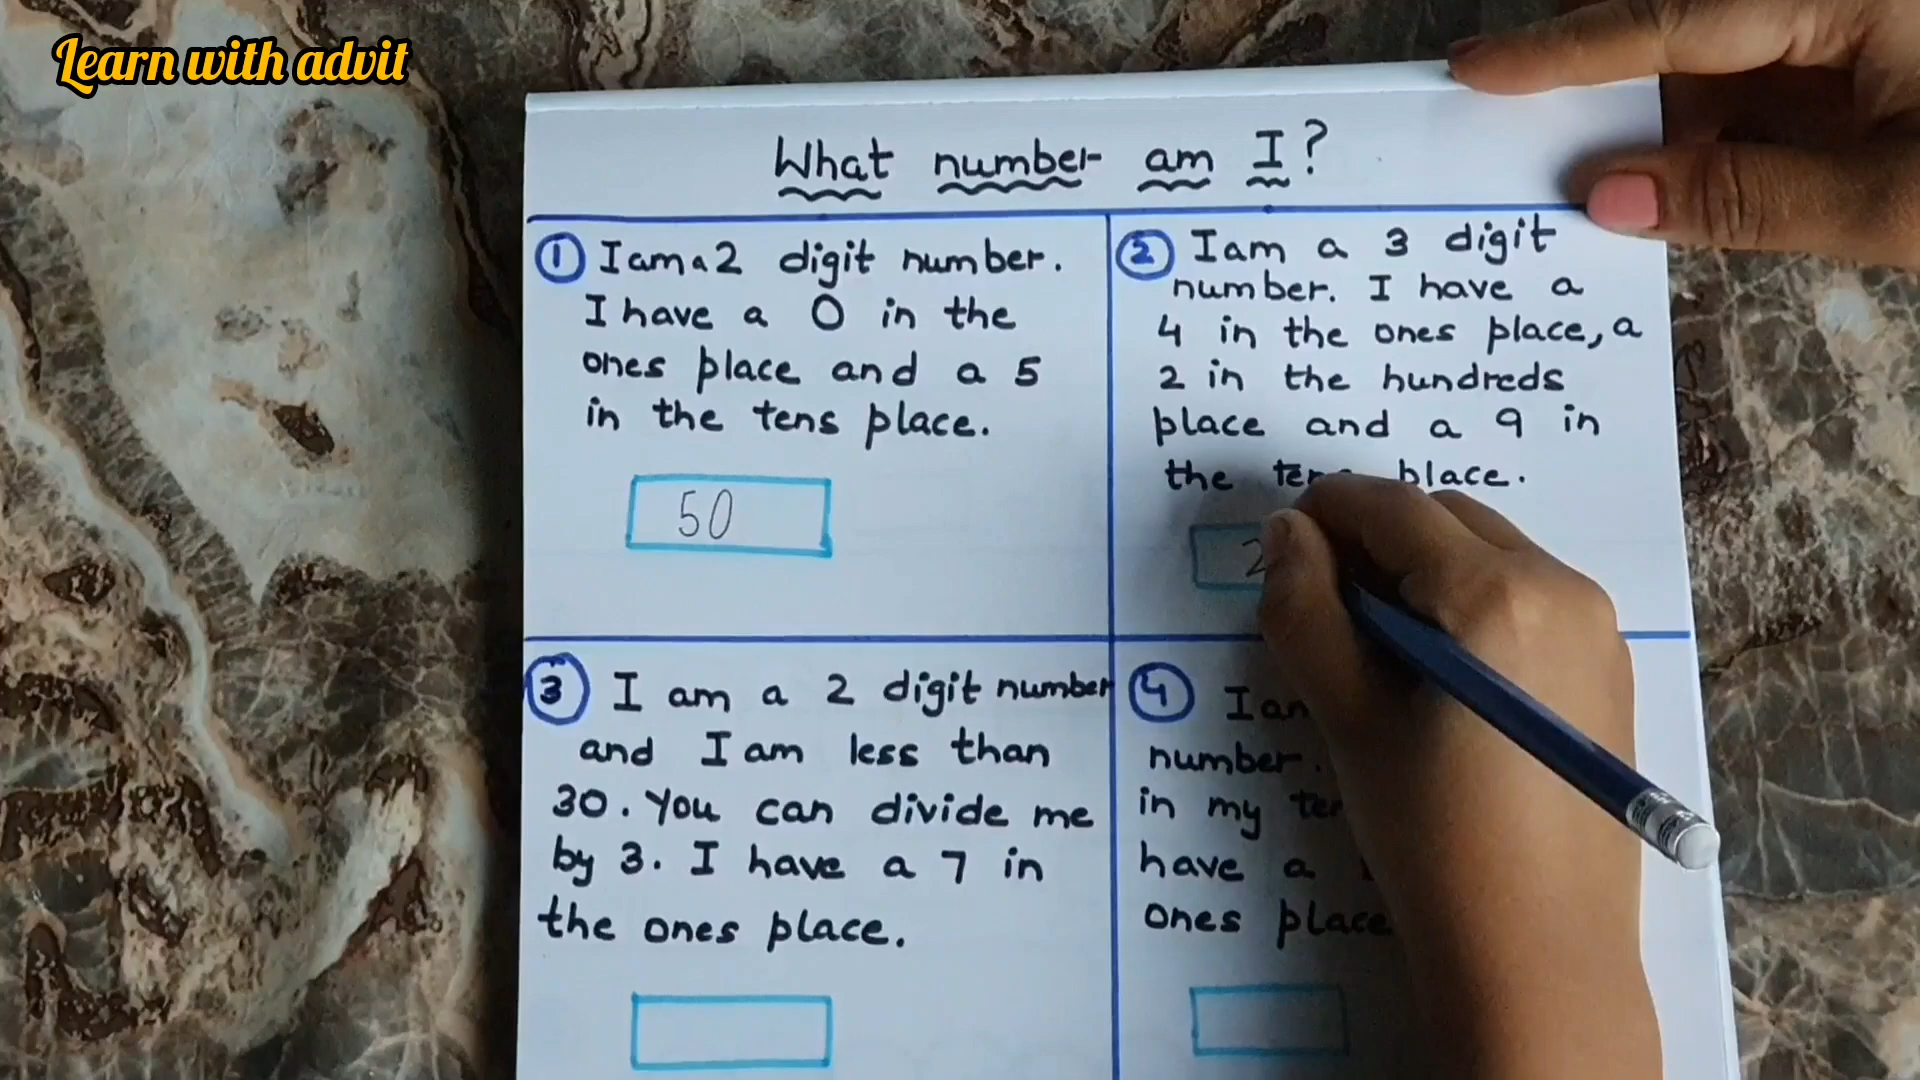 Learn with advit
What number am I?
1 I am a 2 digit number.
I have a 0 in the
ones place and a 5
in the tens place.
50
2 I am a 3 digit
number. I have a
4 in the ones place, a
2 in the hundreds
place and a 9 in
the place.
2
3 I am a 2 digit number
and I am less than
30. You can divide me
by 3. I have a 7 in
the ones place.
4 I
number.
in my
have a
ones place